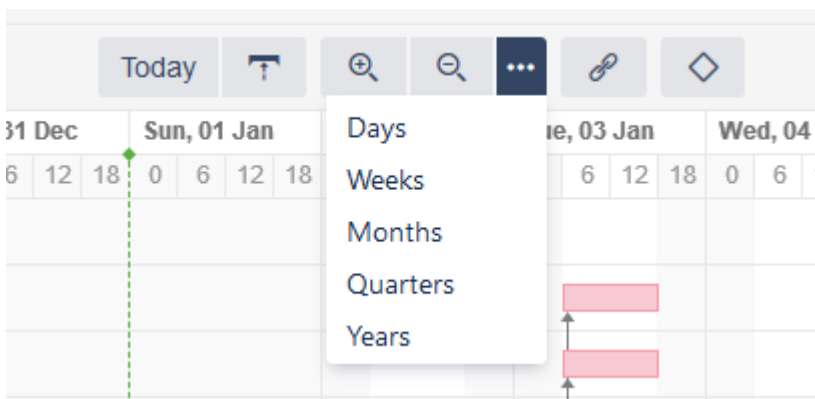 Today
31 Dec Sun, 01 Jan ue, 03 Jan Wed, 04
6 12 18 0 6 12 18 6 12 18 0 6
Days
Weeks
Months
Quarters
Years